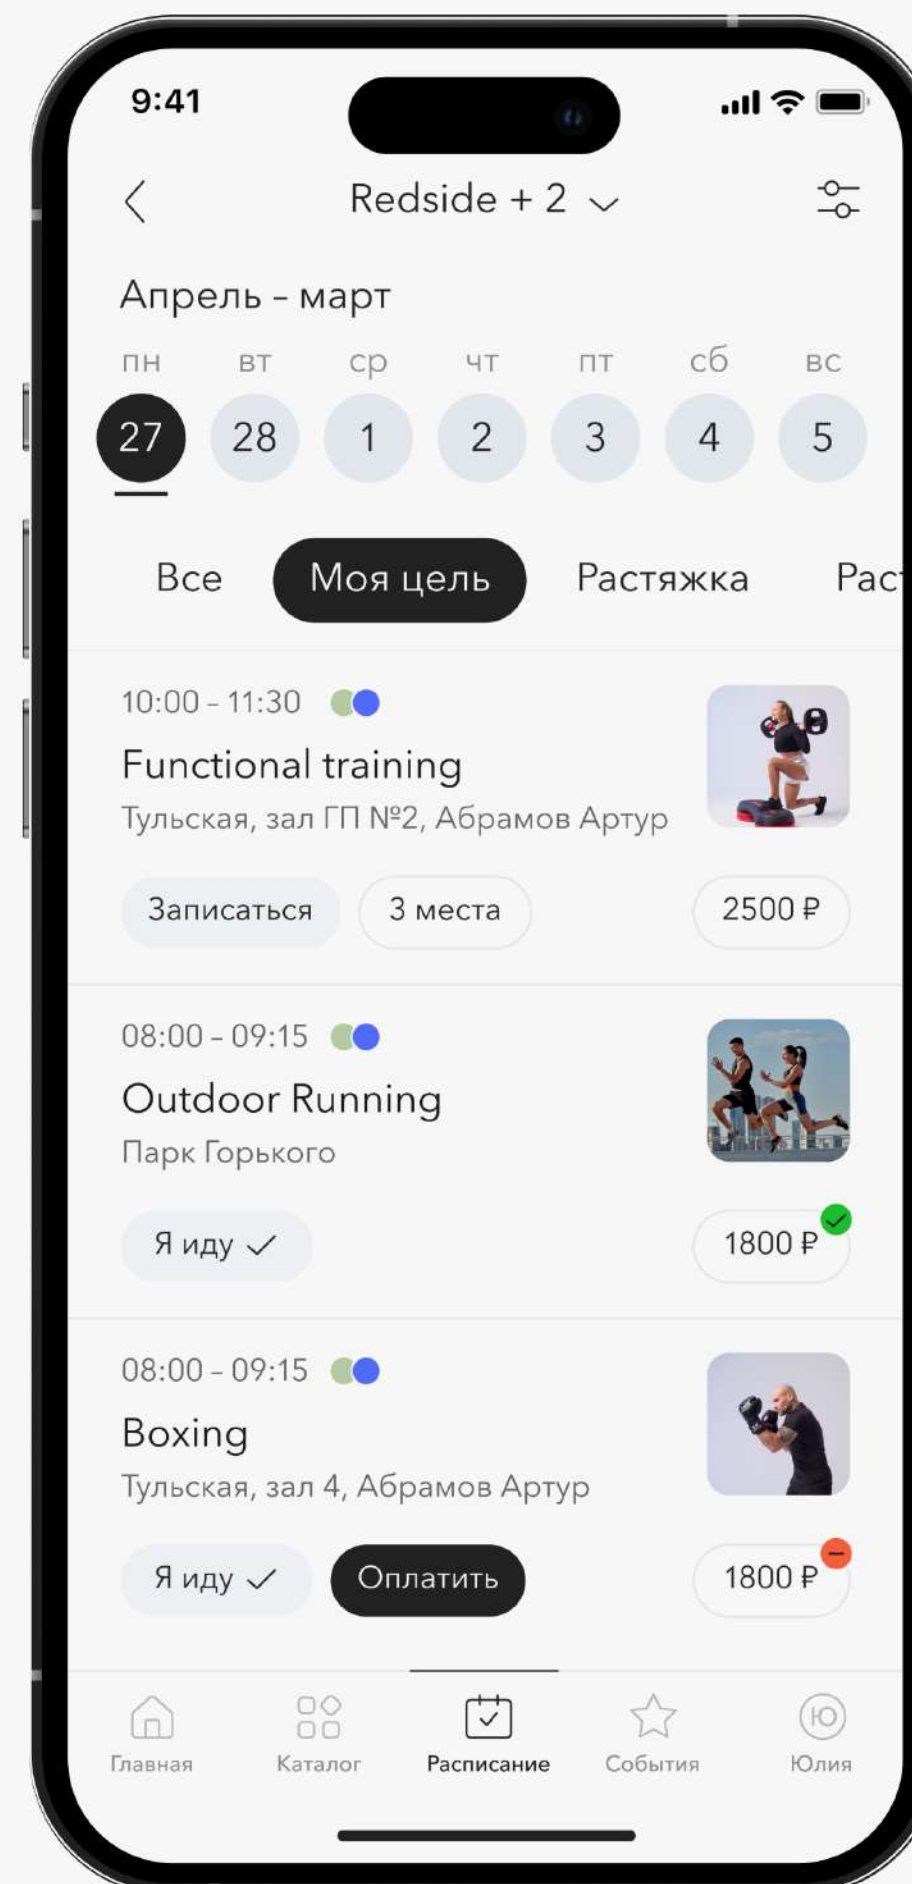 9:41
Redside + 2
Апрель – март
пн вт ср чт пт сб вс
27 28 1 2 3 4 5
Все Моя цель Растяжка Рас
10:00 – 11:30
Functional training
Тульская, зал ГП №2, Абрамов Артур
Записаться 3 места 2500 ₽
08:00 – 09:15
Outdoor Running
Парк Горького
Я иду 1800 ₽
08:00 – 09:15
Boxing
Тульская, зал 4, Абрамов Артур
Я иду Оплатить 1800 ₽
Ю
Главная Каталог Расписание События Юлия